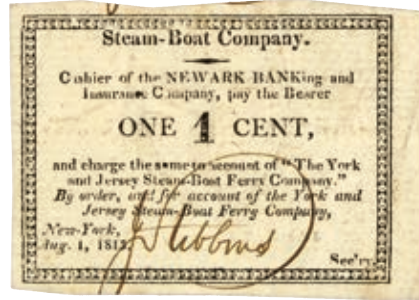 Steam-Boat Company.
Cashier of the NEWARK BANKing and
Insurance Company, pay the Bearer
ONE 1 CENT,
and charge the same to account of "The York
and Jersey Steam-Boat Ferry Company."
By order, and for account of the York and
Jersey Steam-Boat Ferry Company,
New-York,
Aug. 1, 181
Sec'ry.